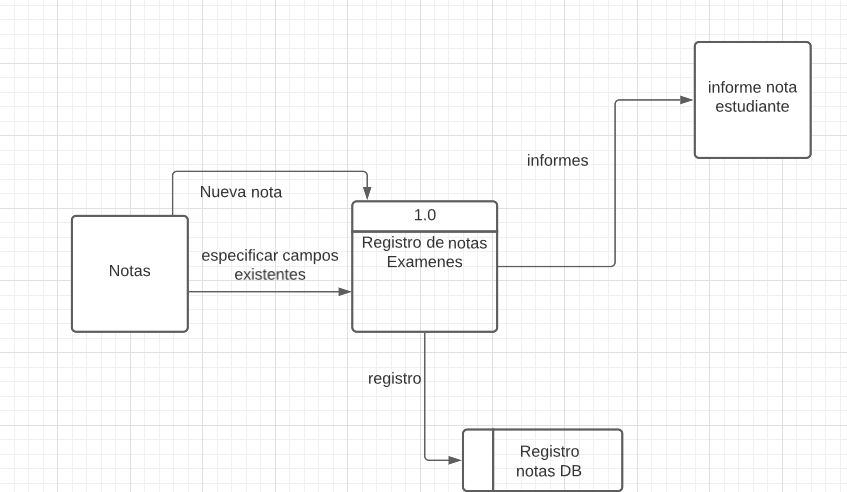 informe nota
estudiante
informes
Nueva nota
1.0
Registro de notas
Examenes
especificar campos
existentes
Notas
registro
Registro
notas DB